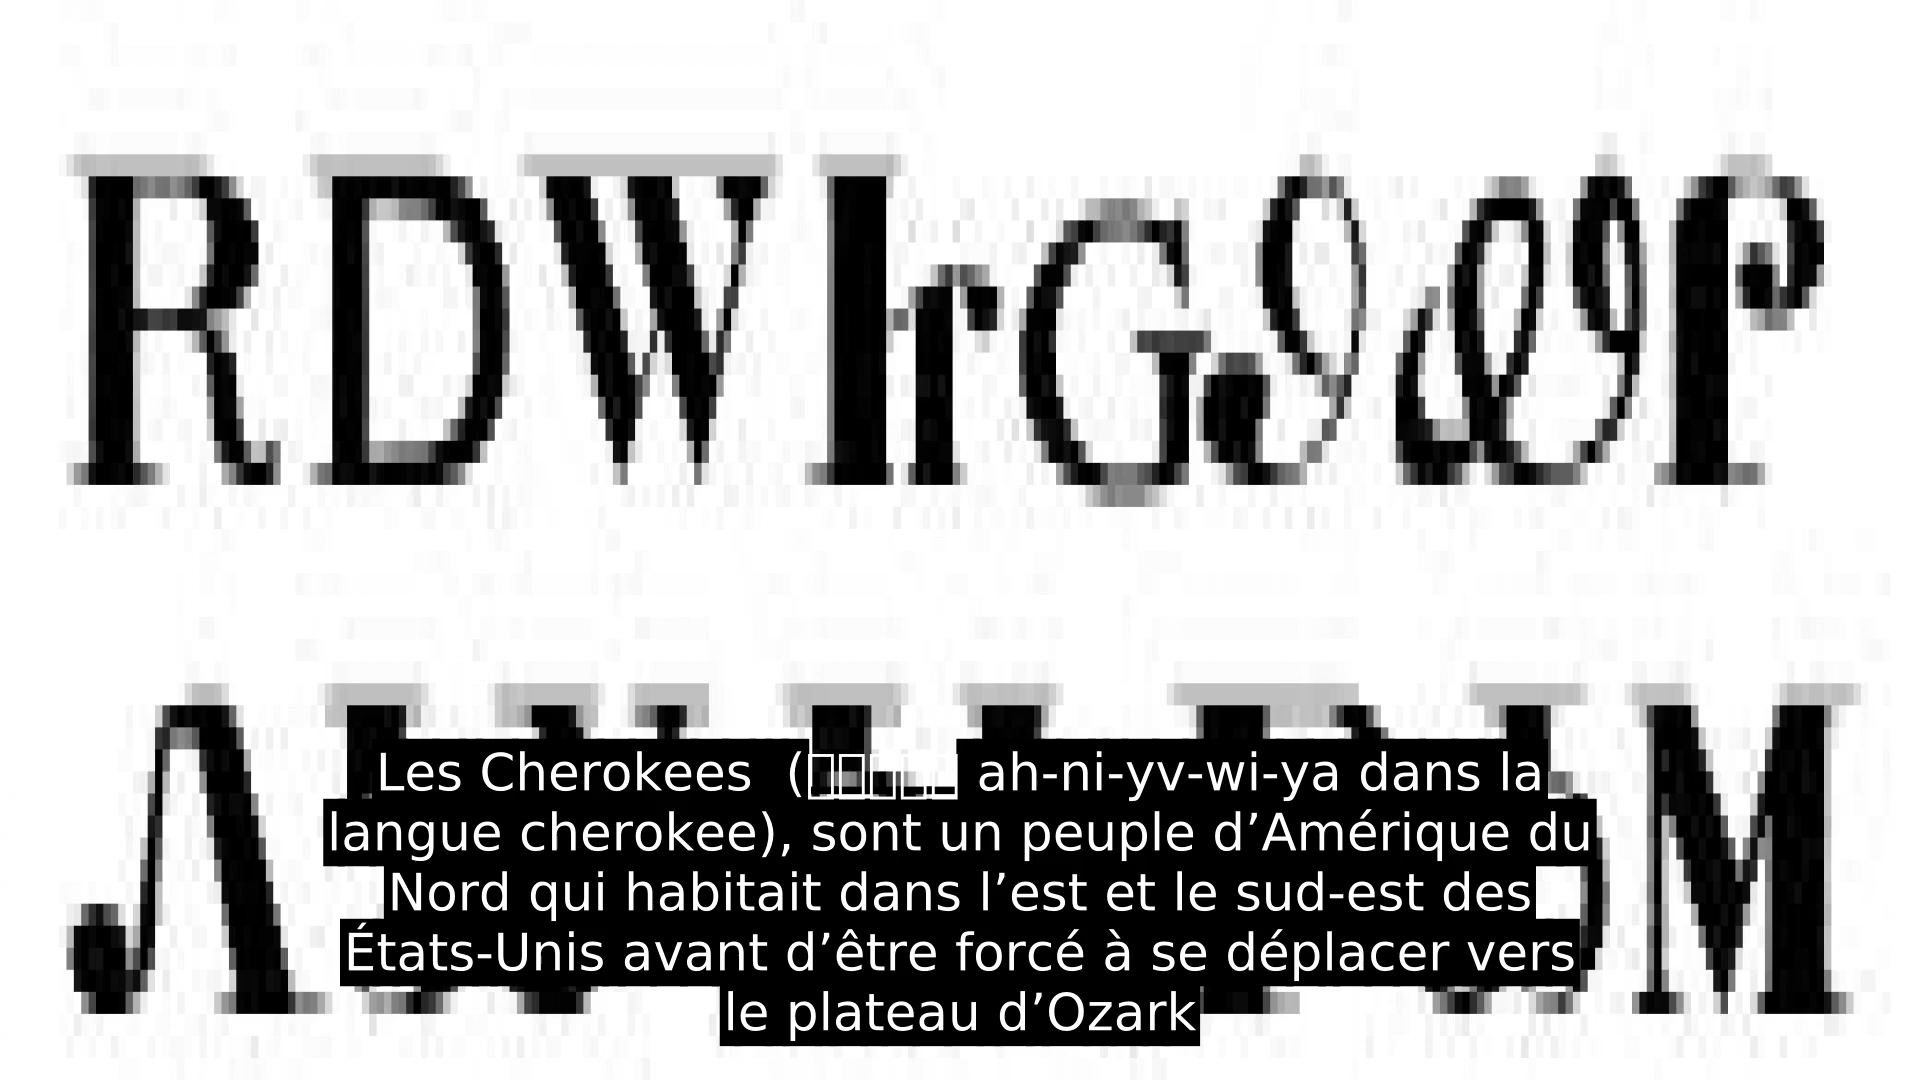 ᎡᎠᏔᏂᏣᏭᏬᎵ
Les Cherokees  (□□□□□ ah-ni-yv-wi-ya dans la
langue cherokee), sont un peuple d’Amérique du
Nord qui habitait dans l’est et le sud-est des
États-Unis avant d’être forcé à se déplacer vers
le plateau d’Ozark